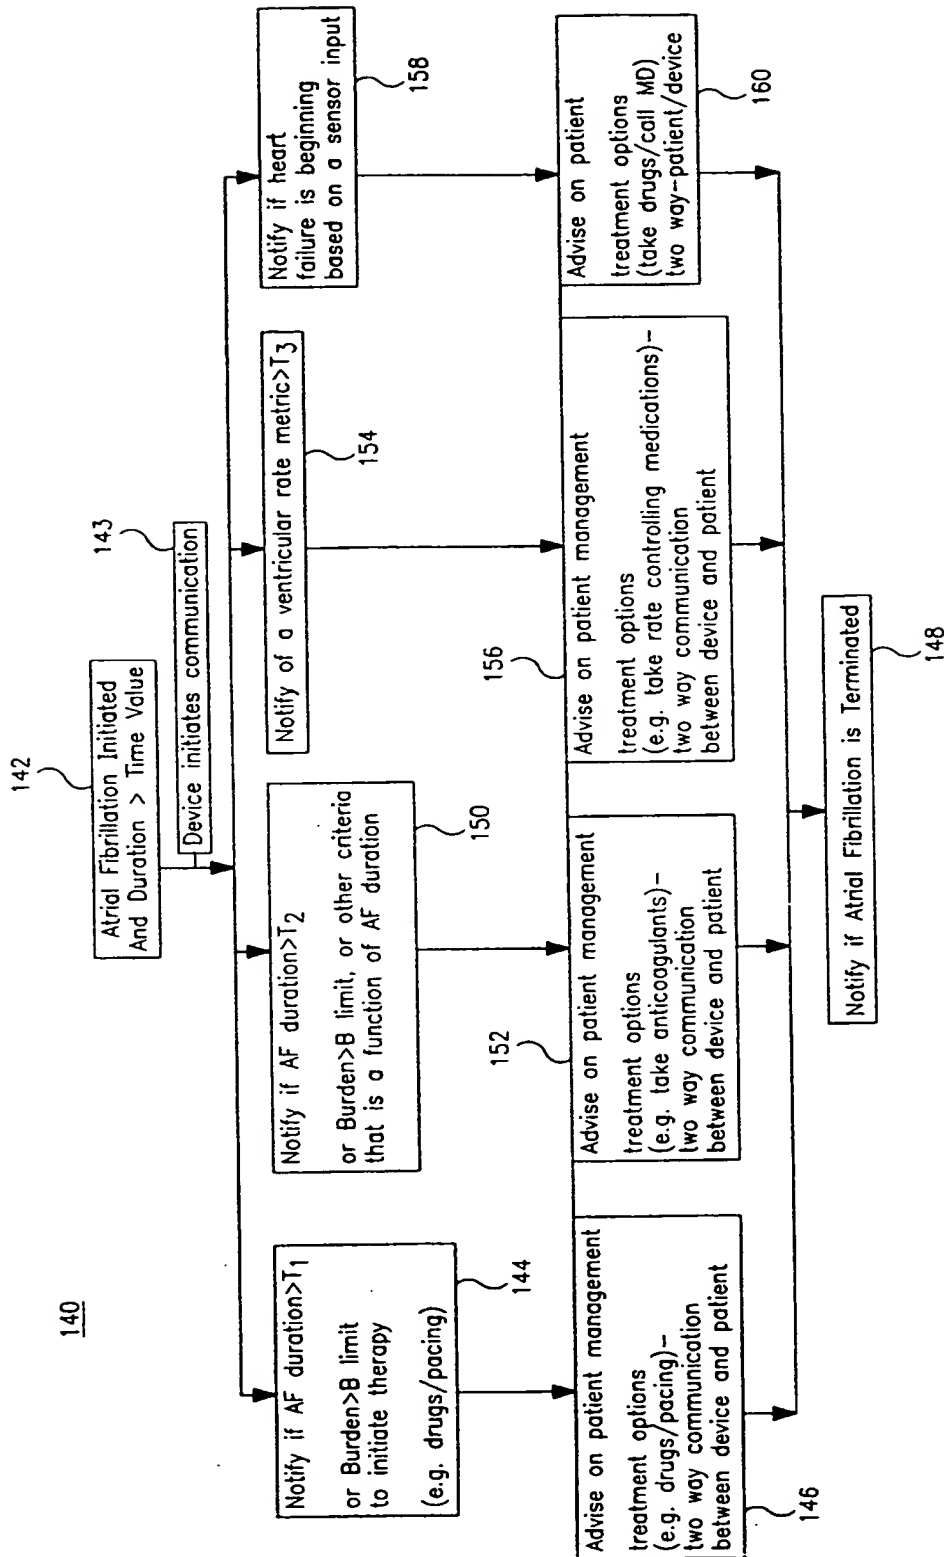 140
142
Atrial Fibrillation Initiated
And Duration > Time Value
143
Device initiates communication
Notify if AF duration>T1
or Burden>B limit
to initiate therapy
(e.g. drugs/pacing)
144
Notify if AF duration>T2
or Burden>B limit, or other criteria
that is a function of AF duration
150
Notify of a ventricular rate metric>T3
154
Notify if heart
failure is beginning
based on a sensor input
158
Advise on patient management
treatment options
(e.g. drugs/pacing)–
two way communication
between device and patient
146
152
Advise on patient management
treatment options
(e.g. take anticoagulants)–
two way communication
between device and patient
156
Advise on patient management
treatment options
(e.g. take rate controlling medications)–
two way communication
between device and patient
Advise on patient
treatment options
(take drugs/call MD)
two way-patient/device
160
Notify if Atrial Fibrillation is Terminated
148